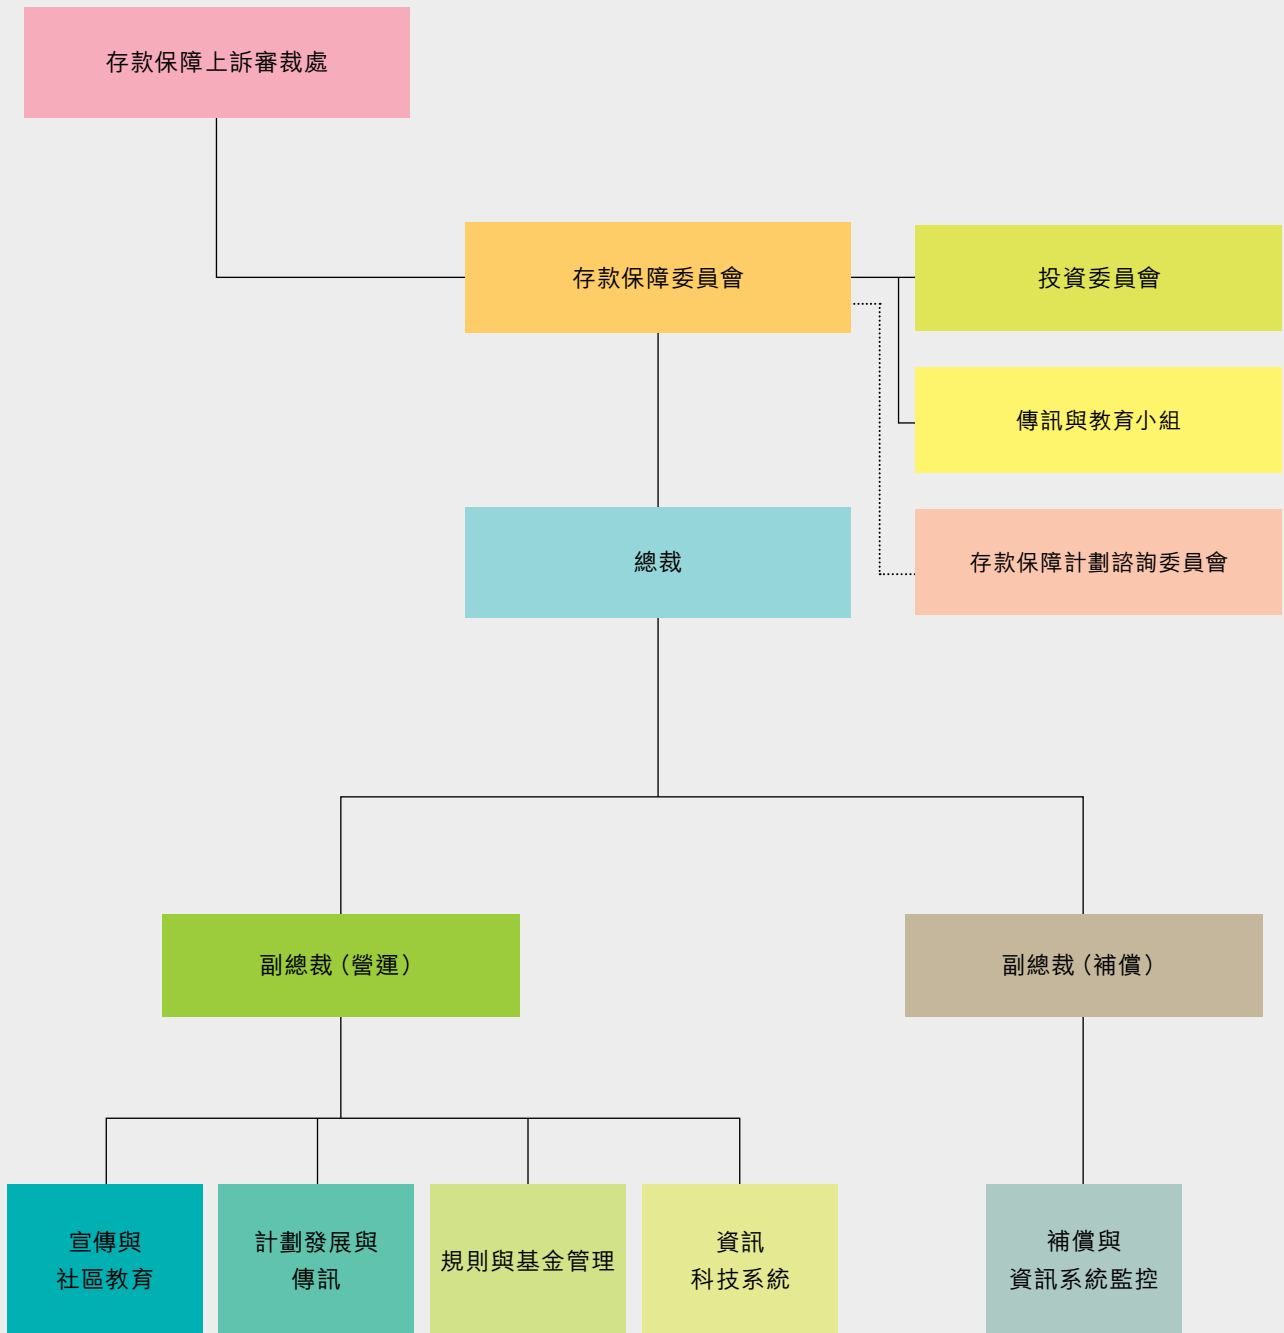 存款保障上訴審裁處
存款保障委員會
投資委員會
傳訊與教育小組
總裁
存款保障計劃諮詢委員會
副總裁（營運）
副總裁（補償）
宣傳與
社區教育
計劃發展與
傳訊
規則與基金管理
資訊
科技系統
補償與
資訊系統監控